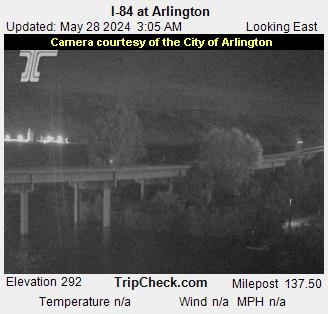 I-84 at Arlington
Updated: May 28 2024 3:05 AM Looking East
Camera courtesy of the City of Arlington
Elevation 292 TripCheck.com Milepost 137.50
Temperature n/a Wind n/a MPH n/a